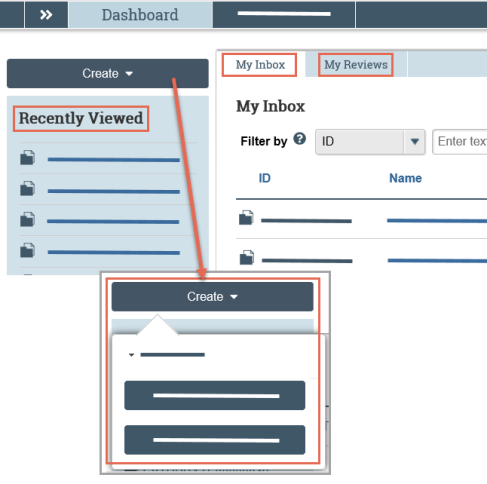 Dashboard
Create
My Inbox
My Reviews
Recently Viewed
My Inbox
Filter by
ID
Enter tex
ID
Name
Create